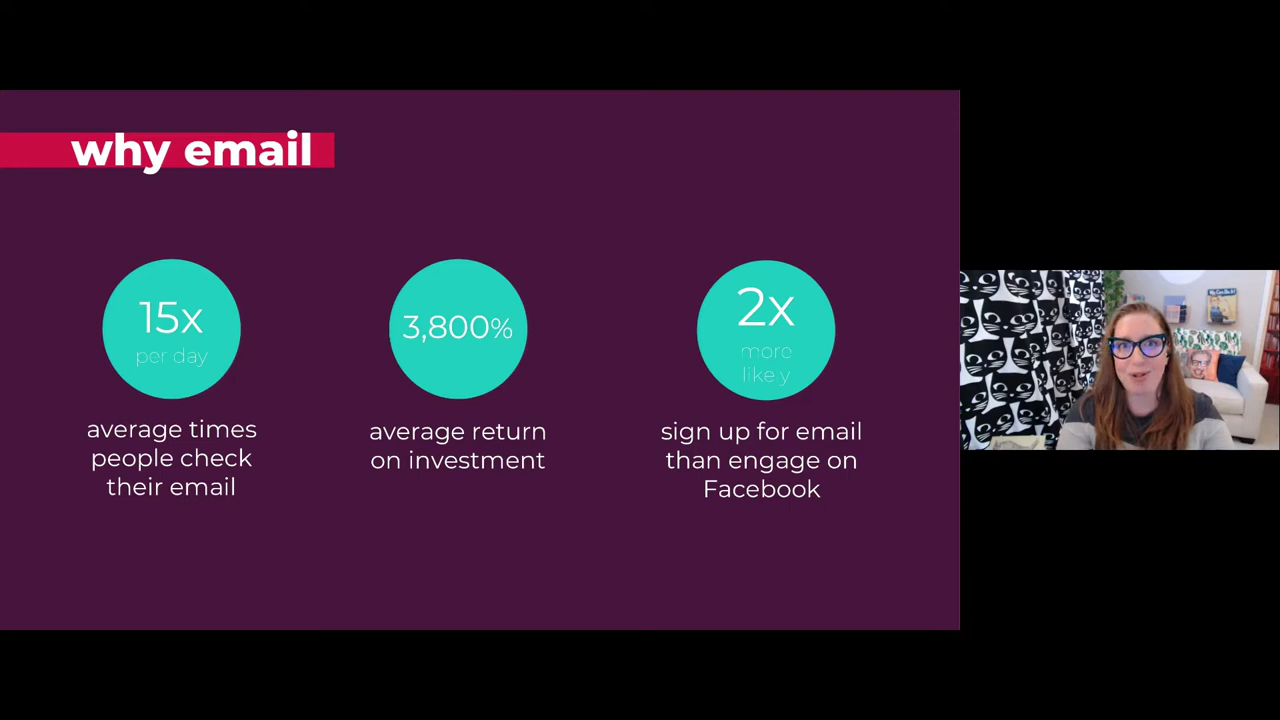 why email
15x
per day
average times
people check
their email
3,800%
average return
on investment
2x
more
likely
sign up for email
than engage on
Facebook